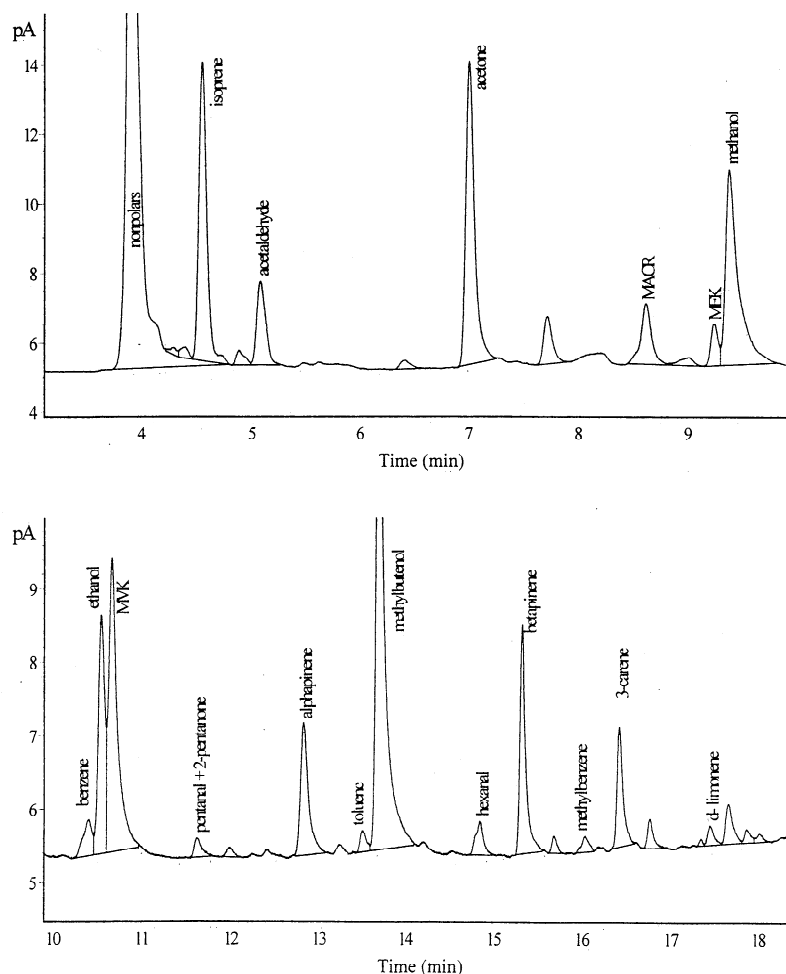 pA
14
12
10
8
6
4
nonpolars
isoprene
acetaldehyde
acetone
MACR
MEK
methanol
4 5 6 7 8 9
Time (min)
pA
9
8
7
6
5
benzene
ethanol
MVK
pentanal + 2-pentanone
alphapinene
toluene
methylbutenol
hexanal
betapinene
methylbenzene
3-carene
d- limonene
10 11 12 13 14 15 16 17 18
Time (min)